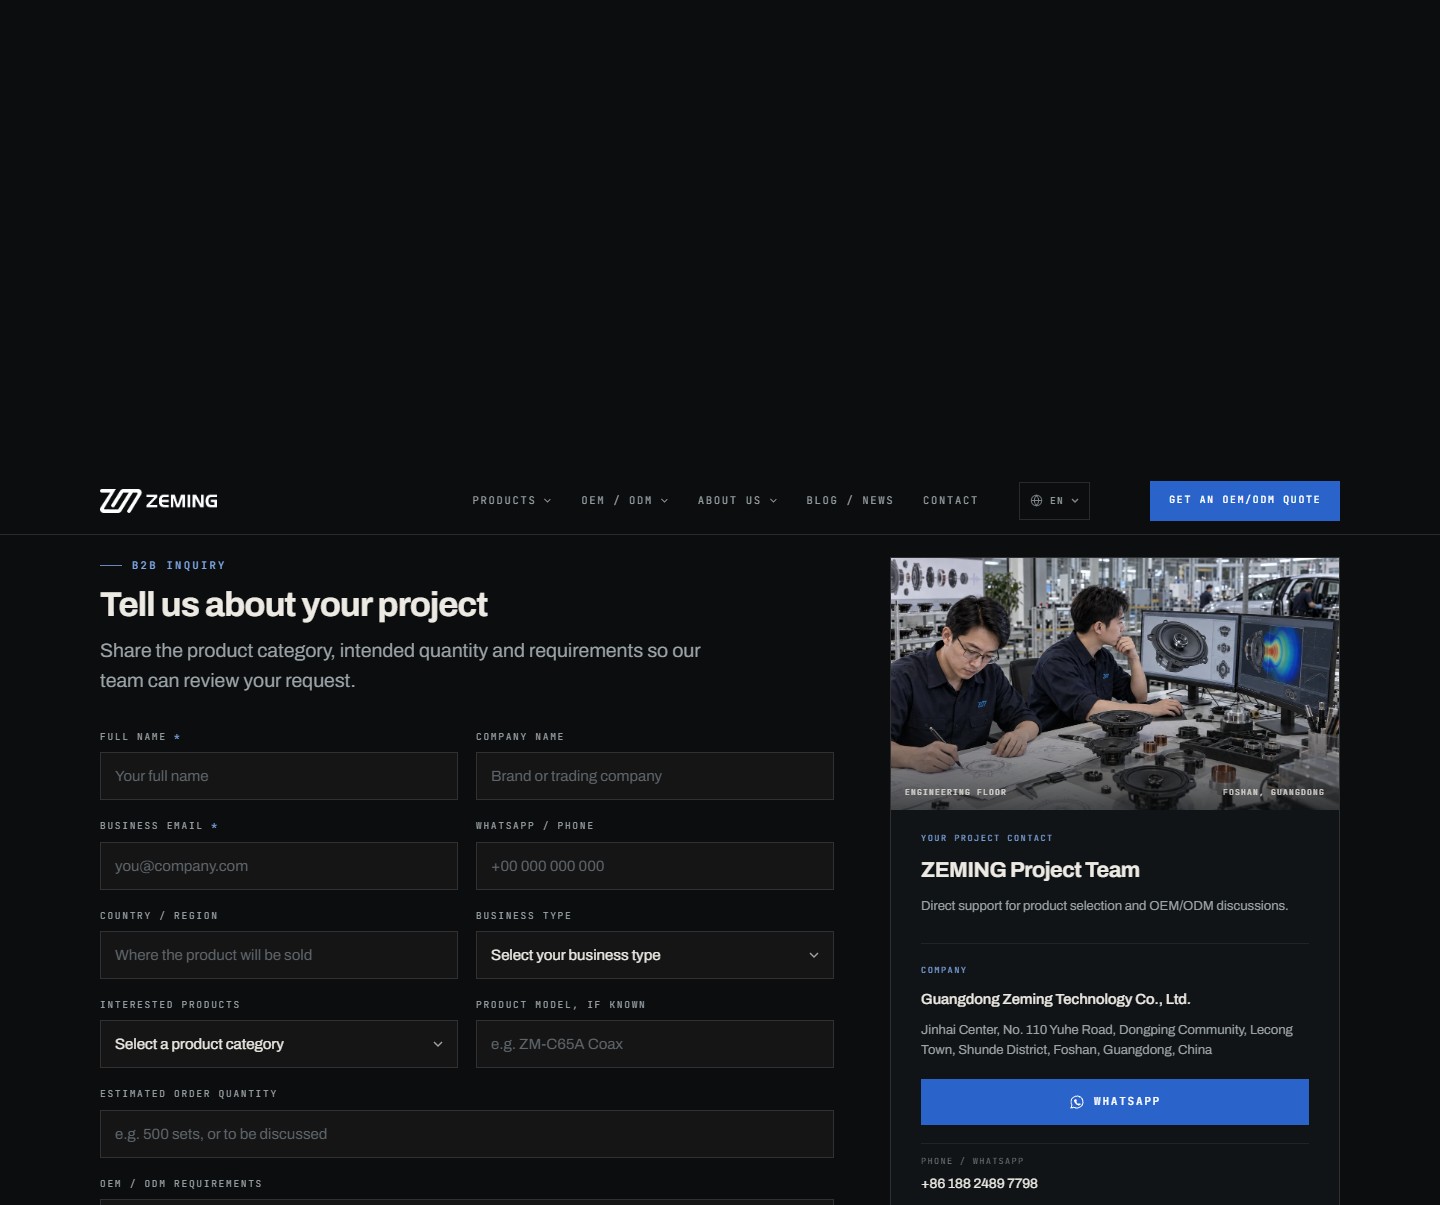 ZEMING
PRODUCTS
OEM / ODM
ABOUT US
BLOG / NEWS
CONTACT
EN
GET AN OEM/ODM QUOTE
B2B INQUIRY
Tell us about your project
Share the product category, intended quantity and requirements so our
team can review your request.
FULL NAME *
COMPANY NAME
Your full name
Brand or trading company
BUSINESS EMAIL *
WHATSAPP / PHONE
you@company.com
+00 000 000 000
COUNTRY / REGION
BUSINESS TYPE
Where the product will be sold
Select your business type
INTERESTED PRODUCTS
PRODUCT MODEL, IF KNOWN
Select a product category
e.g. ZM-C65A Coax
ESTIMATED ORDER QUANTITY
e.g. 500 sets, or to be discussed
OEM / ODM REQUIREMENTS
ENGINEERING FLOOR
FOSHAN, GUANGDONG
YOUR PROJECT CONTACT
ZEMING Project Team
Direct support for product selection and OEM/ODM discussions.
COMPANY
Guangdong Zeming Technology Co., Ltd.
Jinhai Center, No. 110 Yuhe Road, Dongping Community, Lecong
Town, Shunde District, Foshan, Guangdong, China
WHATSAPP
PHONE / WHATSAPP
+86 188 2489 7798